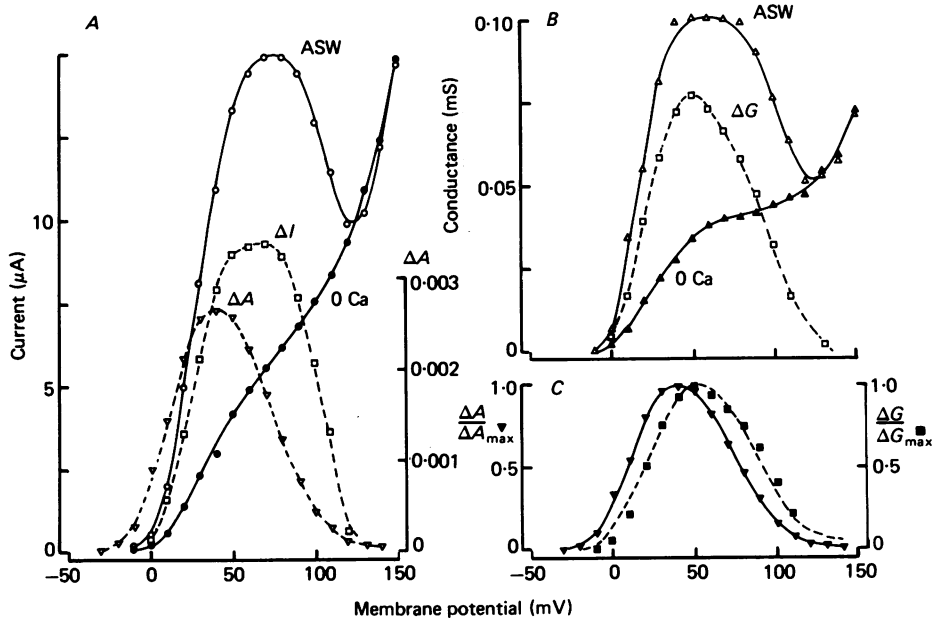 A
ASW
ΔI
ΔA
0 Ca
Current (μA)
10
5
0
ΔA
0·003
0·002
0·001
0
−50
0
50
100
150
B
ASW
ΔG
0 Ca
Conductance (mS)
0·10
0·05
0
C
ΔA
ΔAmax
1·0
0·5
0
ΔG
ΔGmax
1·0
0·5
0
−50
0
50
100
150
Membrane potential (mV)